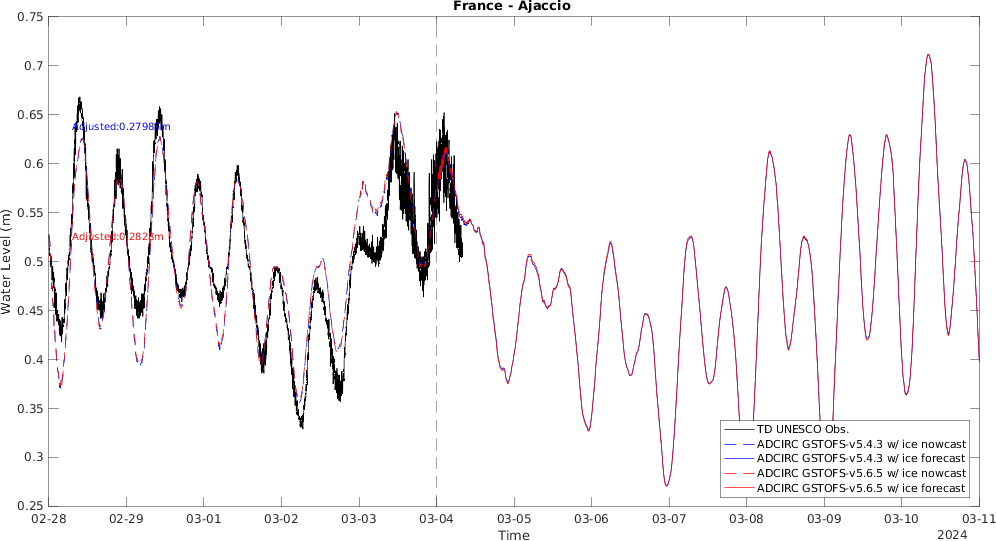 France - Ajaccio
0.75
0.7
0.65
0.6
0.55
0.5
0.45
0.4
0.35
0.3
0.25
Water Level (m)
Adjusted:0.2798 m
Adjusted:0.2823m
TD UNESCO Obs.
ADCIRC GSTOFS-v5.4.3 w/ ice nowcast
ADCIRC GSTOFS-v5.4.3 w/ ice forecast
ADCIRC GSTOFS-v5.6.5 w/ ice nowcast
ADCIRC GSTOFS-v5.6.5 w/ ice forecast
02-28 02-29 03-01 03-02 03-03 03-04 03-05 03-06 03-07 03-08 03-09 03-10 03-11
Time
2024